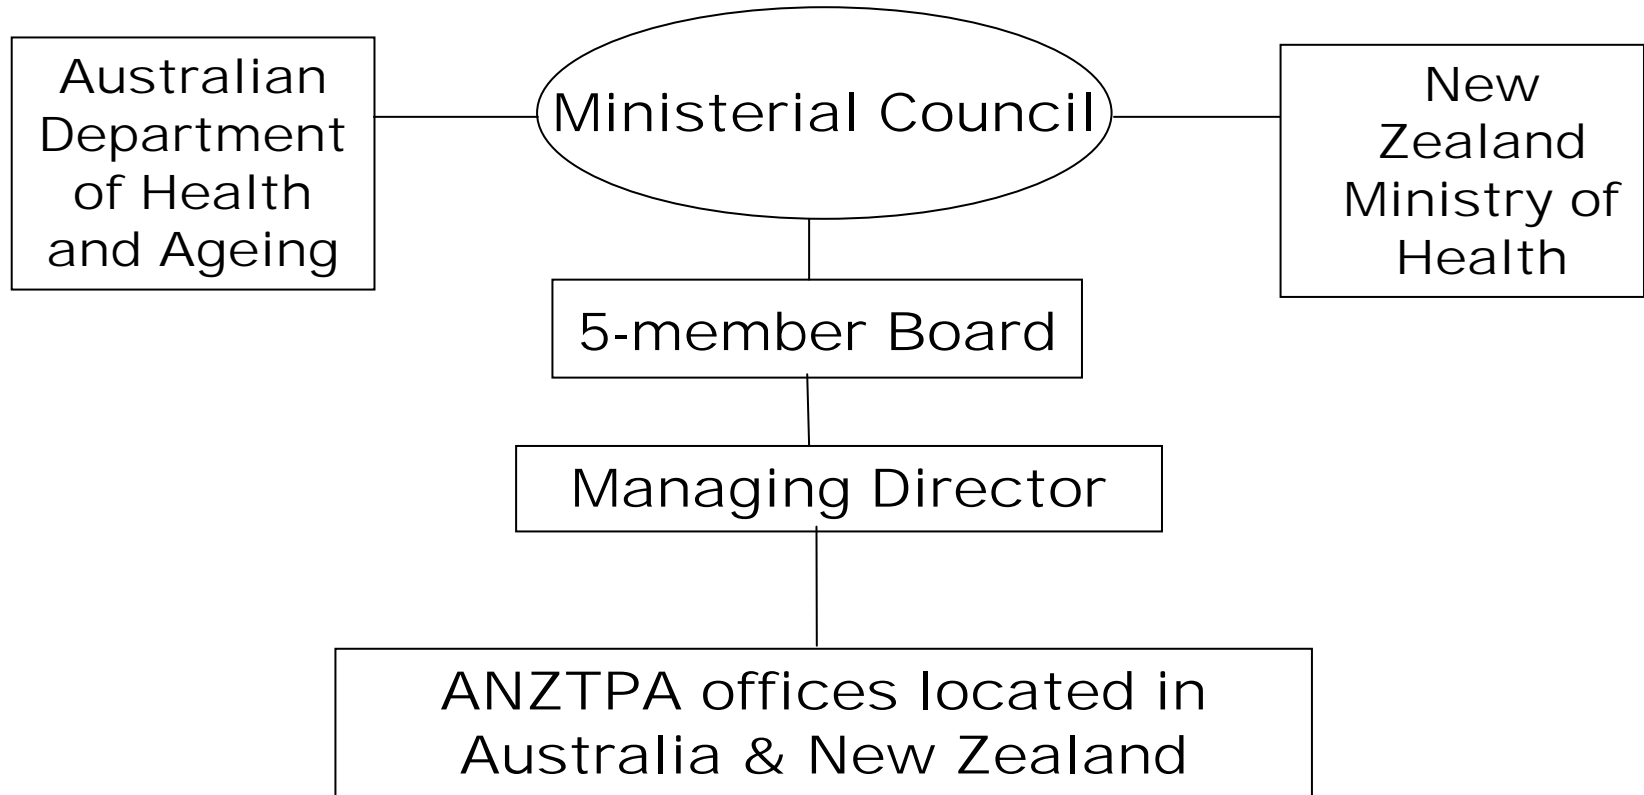 Australian
Department
of Health
and Ageing
Ministerial Council
New
Zealand
Ministry of
Health
5-member Board
Managing Director
ANZTPA offices located in
Australia & New Zealand